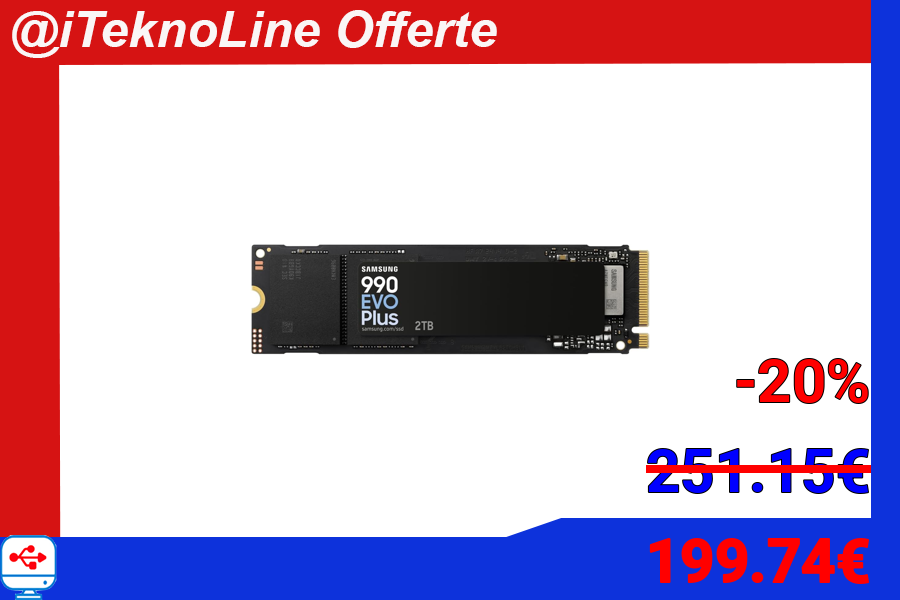 @iTeknoLine Offerte
SAMSUNG
990
EVO
Plus
samsung.com/ssd
2TB
-20%
251.15€
199.74€